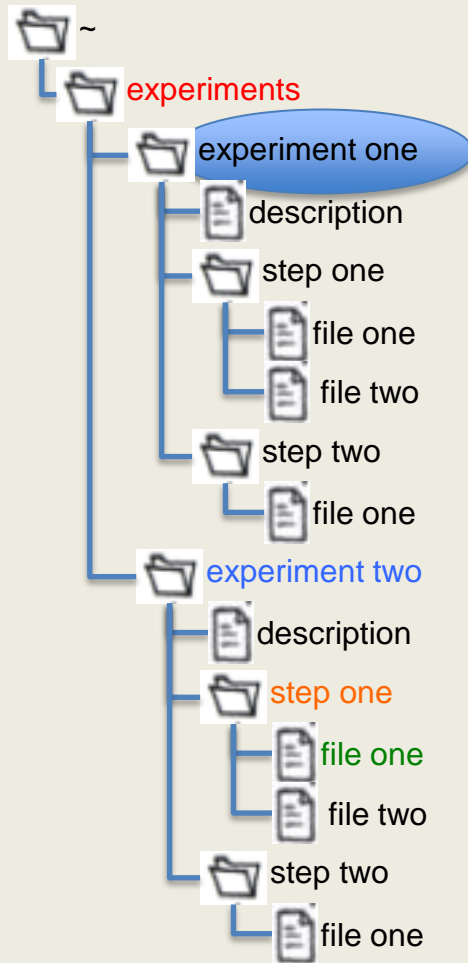 ~
experiments
experiment one
description
step one
file one
file two
step two
file one
experiment two
description
step one
file one
file two
step two
file one